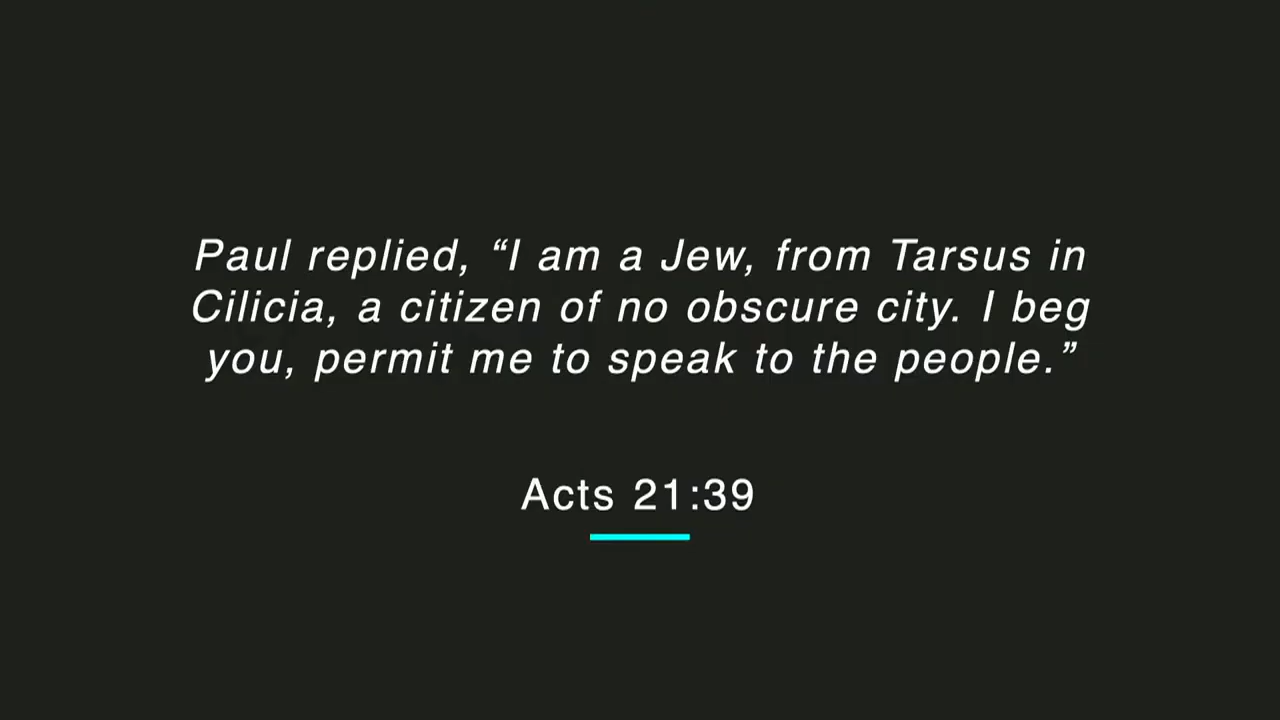 Paul replied, “I am a Jew, from Tarsus in
Cilicia, a citizen of no obscure city. I beg
you, permit me to speak to the people.”
Acts 21:39